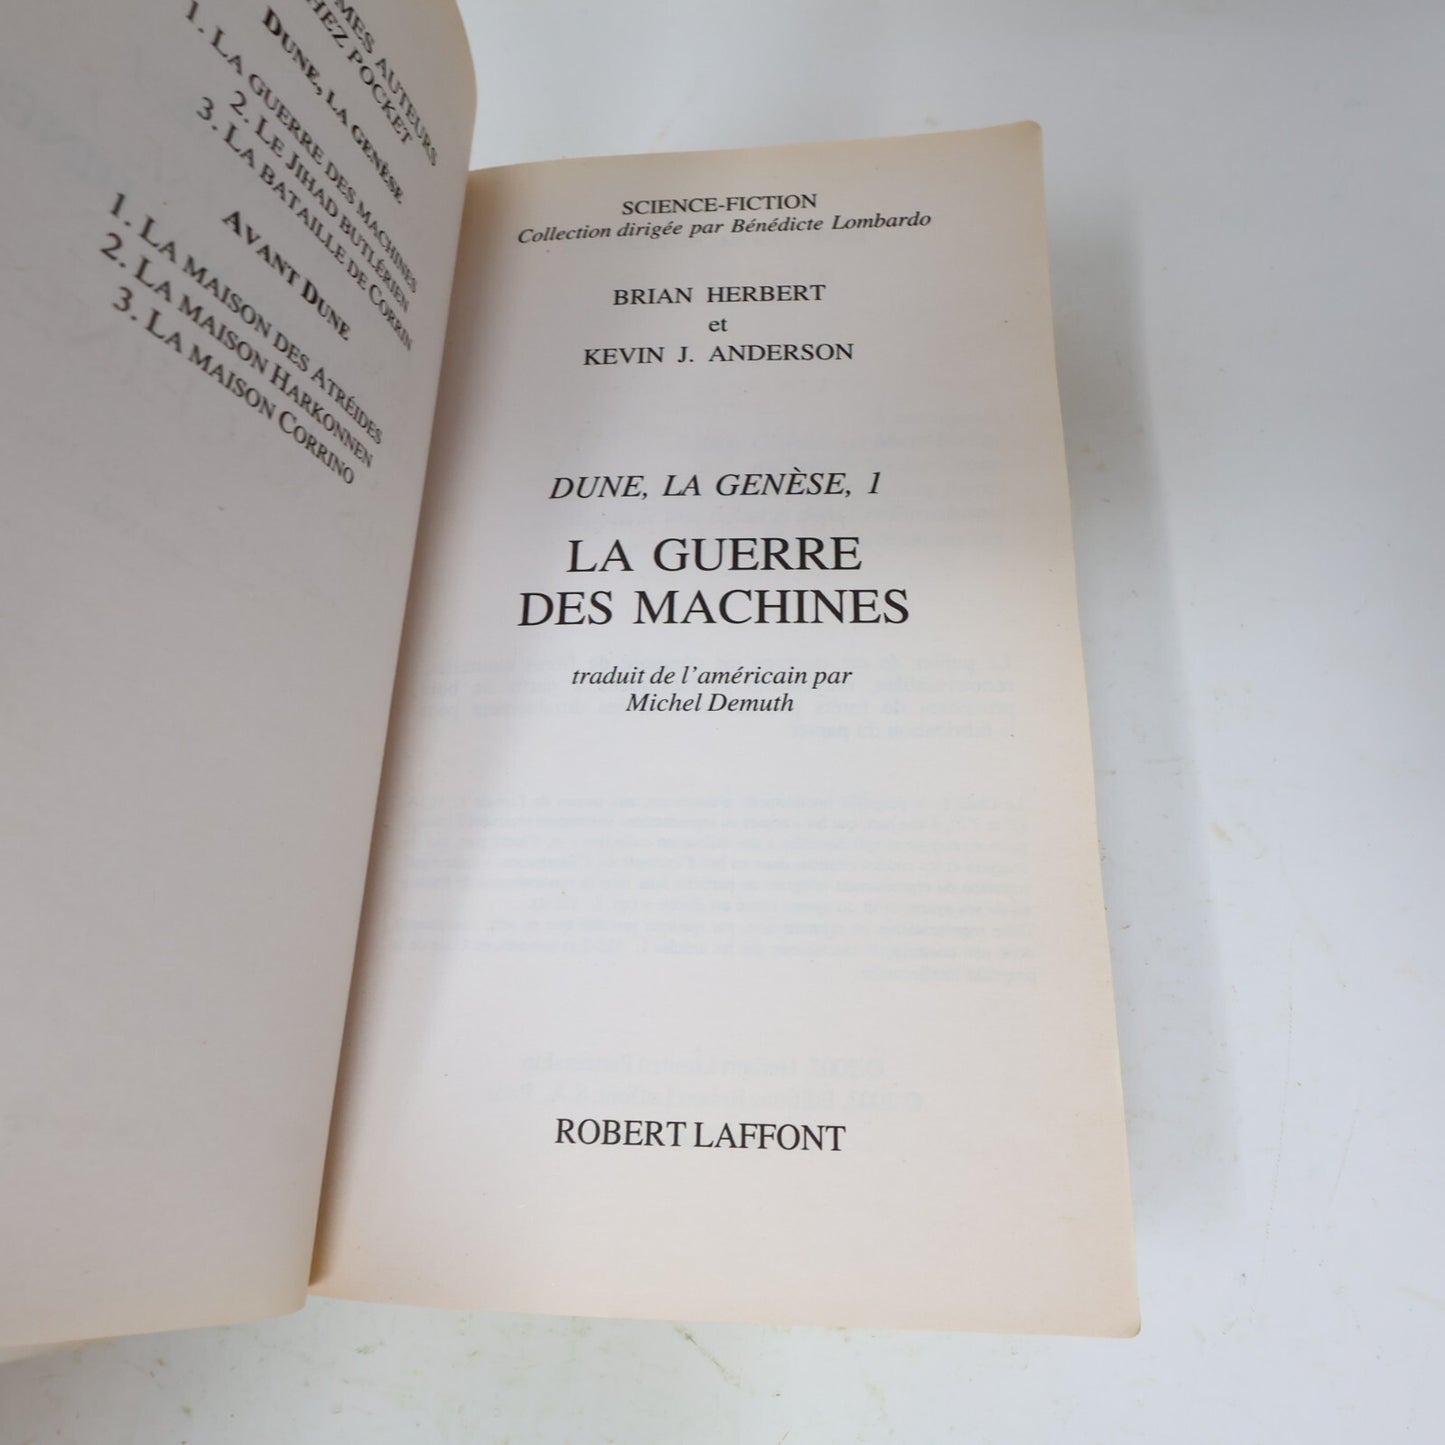 MES AUTEURS
CHEZ POCKET
DUNE, LA GENÈSE
1. LA GUERRE DES MACHINES
2. LE JIHAD BUTLÉRIEN
3. LA BATAILLE DE CORRIN
AVANT DUNE
1. LA MAISON DES ATRÉIDES
2. LA MAISON HARKONNEN
3. LA MAISON CORRINO
SCIENCE-FICTION
Collection dirigée par Bénédicte Lombardo
BRIAN HERBERT
et
KEVIN J. ANDERSON
DUNE, LA GENÈSE, 1
LA GUERRE
DES MACHINES
traduit de l'américain par
Michel Demuth
ROBERT LAFFONT